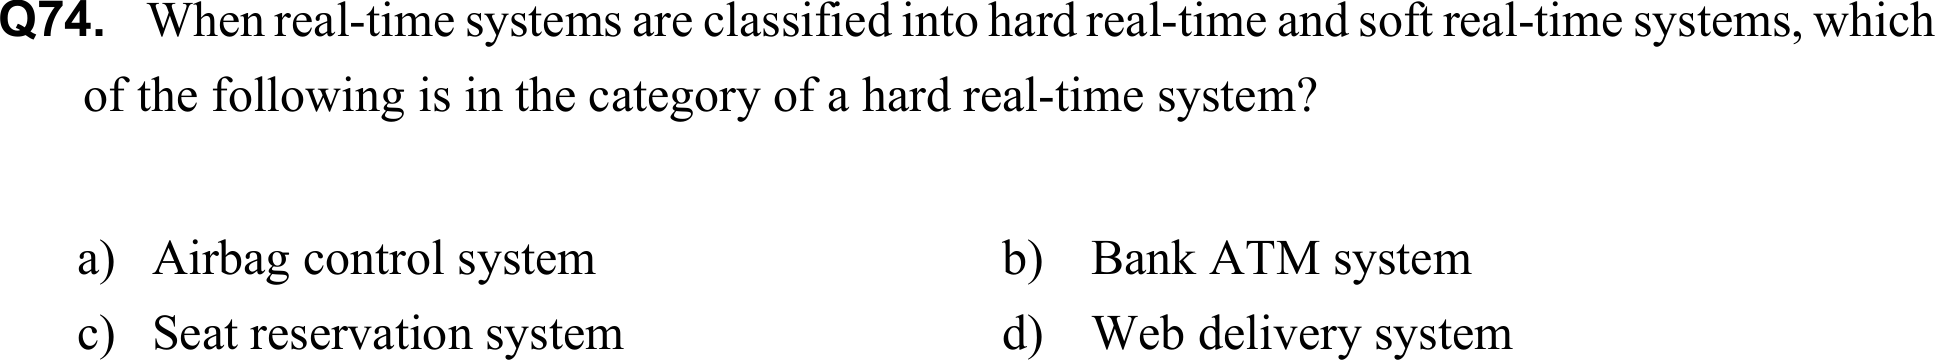 Q74. When real-time systems are classified into hard real-time and soft real-time systems, which
of the following is in the category of a hard real-time system?
a) Airbag control system b) Bank ATM system
c) Seat reservation system d) Web delivery system